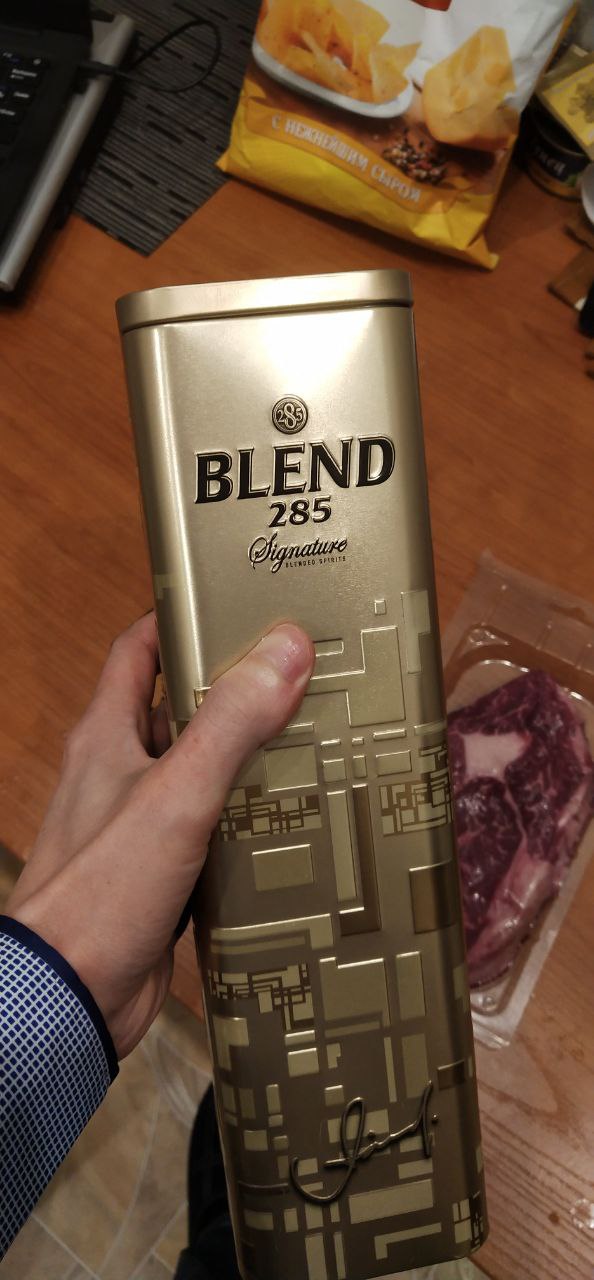 С НЕЖНЕЙШИМ СЫРОМ
285
BLEND
285
Signature
BLENDED SPIRITS